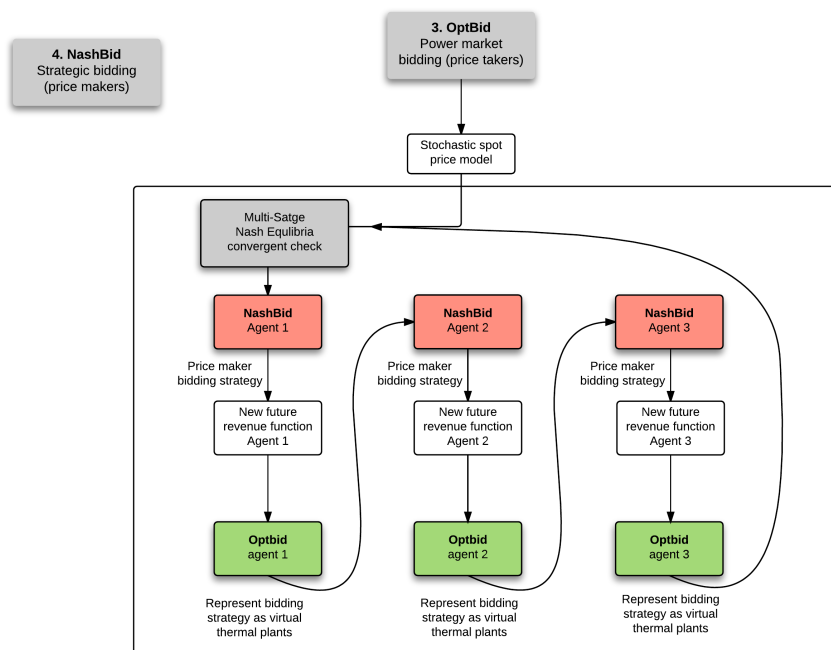 3. OptBid
Power market
bidding (price takers)
4. NashBid
Strategic bidding
(price makers)
Stochastic spot
price model
Multi-Satge
Nash Equlibria
convergent check
NashBid
Agent 1
NashBid
Agent 2
NashBid
Agent 3
Price maker
bidding strategy
Price maker
bidding strategy
Price maker
bidding strategy
New future
revenue function
Agent 1
New future
revenue function
Agent 2
New future
revenue function
Agent 3
Optbid
agent 1
Optbid
agent 2
Optbid
agent 3
Represent bidding
strategy as virtual
thermal plants
Represent bidding
strategy as virtual
thermal plants
Represent bidding
strategy as virtual
thermal plants